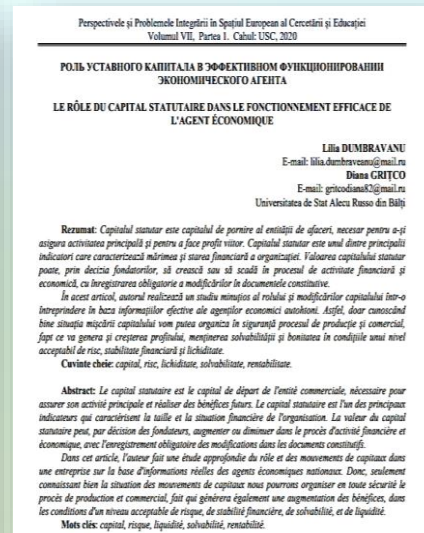 Perspectivele și Problemele Integrării în Spațiul European al Cercetării și Educației
Volumul VII, Partea 1. Cahul: USC, 2020
РОЛЬ УСТАВНОГО КАПИТАЛА В ЭФФЕКТИВНОМ ФУНКЦИОНИРОВАНИИ
ЭКОНОМИЧЕСКОГО АГЕНТА
LE RÔLE DU CAPITAL STATUTAIRE DANS LE FONCTIONNEMENT EFFICACE DE
L'AGENT ÉCONOMIQUE
Lilia DUMBRAVANU
E-mail: lilia.dumbraveanu@mail.ru
Diana GRIȚCO
E-mail: gritcodiana82@mail.ru
Universitatea de Stat Alecu Russo din Bălți
Rezumat: Capitalul statutar este capitalul de pornire al entității de afaceri, necesar pentru a-și
asigura activitatea principală și pentru a face profit viitor. Capitalul statutar este unul dintre principalii
indicatori care caracterizează mărimea și starea financiară a organizației. Valoarea capitalului statutar
poate, prin decizia fondatorilor, să crească sau să scadă în procesul de activitate financiară și
economică, cu înregistrarea obligatorie a modificărilor în documentele constitutive.
În acest articol, autorul realizează un studiu minuțios al rolului și modificărilor capitalului într-o
întreprindere în baza informațiilor efective ale agenților economici autohtoni. Astfel, doar cunoscând
bine situația mișcării capitalului vom putea organiza în siguranță procesul de producție și comercial,
fapt ce va genera și creșterea profitului, menținerea solvabilității și bonitatea în condițiile unui nivel
acceptabil de risc, stabilitate financiară și lichiditate.
Cuvinte cheie: capital, risc, lichiditate, solvabilitate, rentabilitate.
Abstract: Le capital statutaire est le capital de départ de l'entité commerciale, nécessaire pour
assurer son activité principale et réaliser des bénéfices futurs. Le capital statutaire est l'un des principaux
indicateurs qui caractérisent la taille et la situation financière de l'organisation. La valeur du capital
statutaire peut, par décision des fondateurs, augmenter ou diminuer dans le procès d'activité financière et
économique, avec l'enregistrement obligatoire des modifications dans les documents constitutifs.
Dans cet article, l'auteur fait une étude approfondie du rôle et des mouvements de capitaux dans
une entreprise sur la base d'informations réelles des agents économiques nationaux. Donc, seulement
connaissant bien la situation des mouvements de capitaux nous pourrons organiser en toute sécurité le
procès de production et commercial, fait qui générera également une augmentation des bénéfices, dans
les conditions d'un niveau acceptable de risque, de stabilité financière, de solvabilité, et de liquidité.
Mots clés: capital, risque, liquidité, solvabilité, rentabilité.